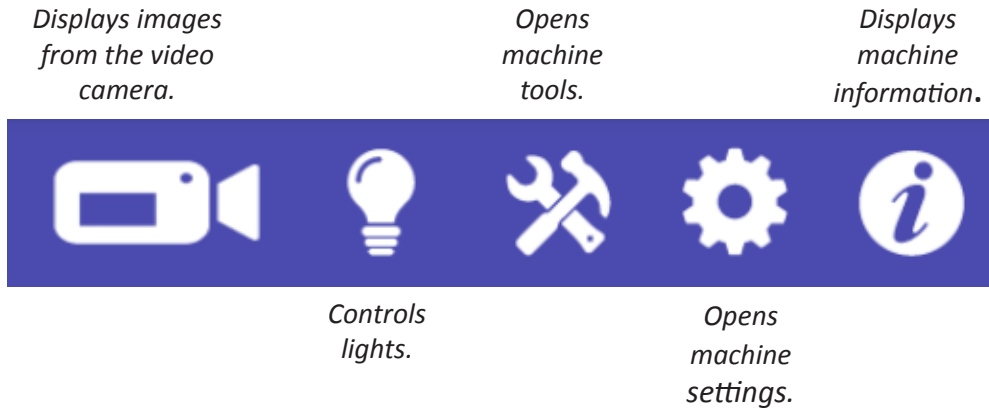 Displays images
from the video
camera.
Opens
machine
tools.
Displays
machine
information.
Controls
lights.
Opens
machine
settings.